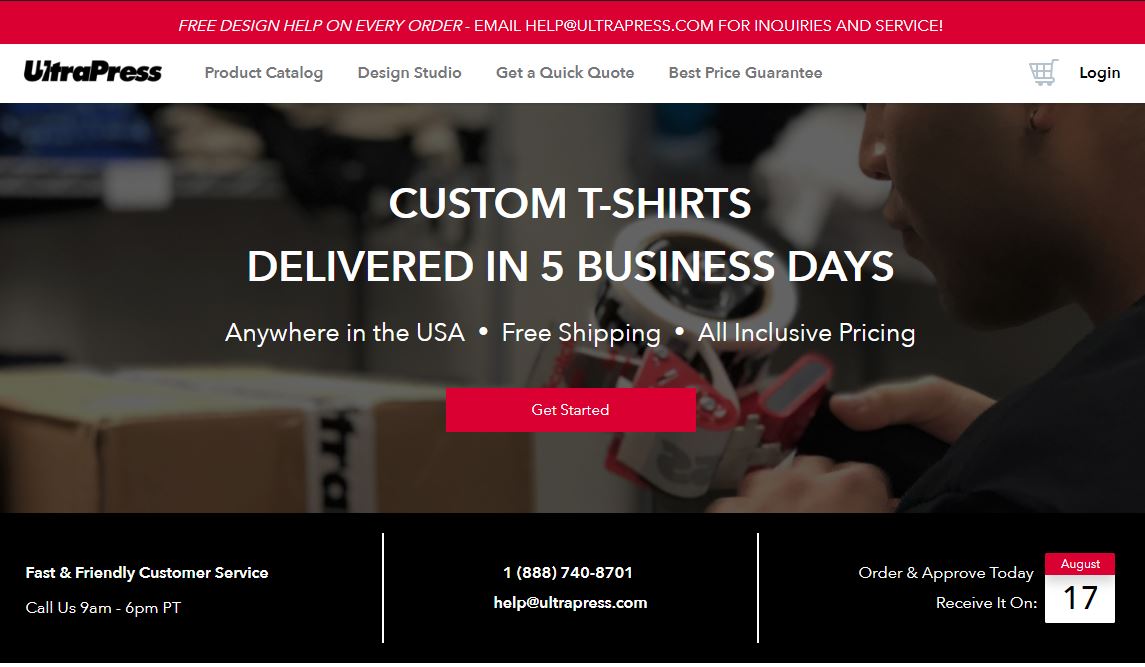 FREE DESIGN HELP ON EVERY ORDER - EMAIL HELP@ULTRAPRESS.COM FOR INQUIRIES AND SERVICE!
UltraPress
Product Catalog
Design Studio
Get a Quick Quote
Best Price Guarantee
Login
CUSTOM T-SHIRTS
DELIVERED IN 5 BUSINESS DAYS
Anywhere in the USA • Free Shipping • All Inclusive Pricing
Get Started
Fast & Friendly Customer Service
Call Us 9am - 6pm PT
1 (888) 740-8701
help@ultrapress.com
Order & Approve Today
Receive It On:
August
17